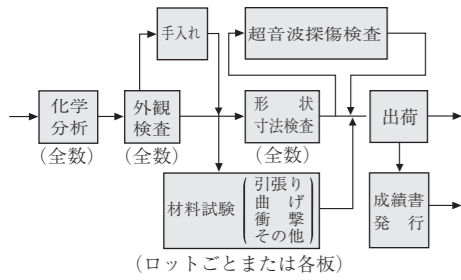 手入れ
超音波探傷検査
化学
分析
(全数)
外観
検査
(全数)
形 状
寸法検査
(全数)
出荷
材料試験
引張り
曲 げ
衝 撃
その他
(ロットごとまたは各板)
成績書
発 行